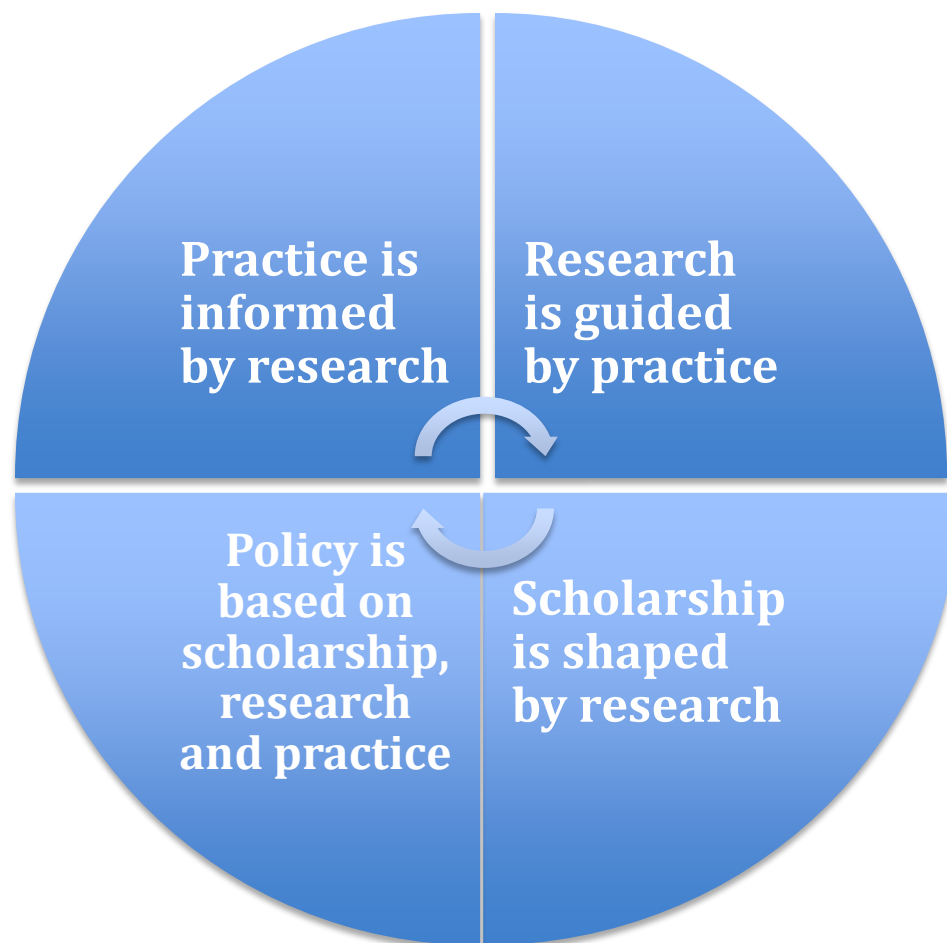 Practice is
informed
by research
Research
is guided
by practice
Policy is
based on
scholarship,
research
and practice
Scholarship
is shaped
by research